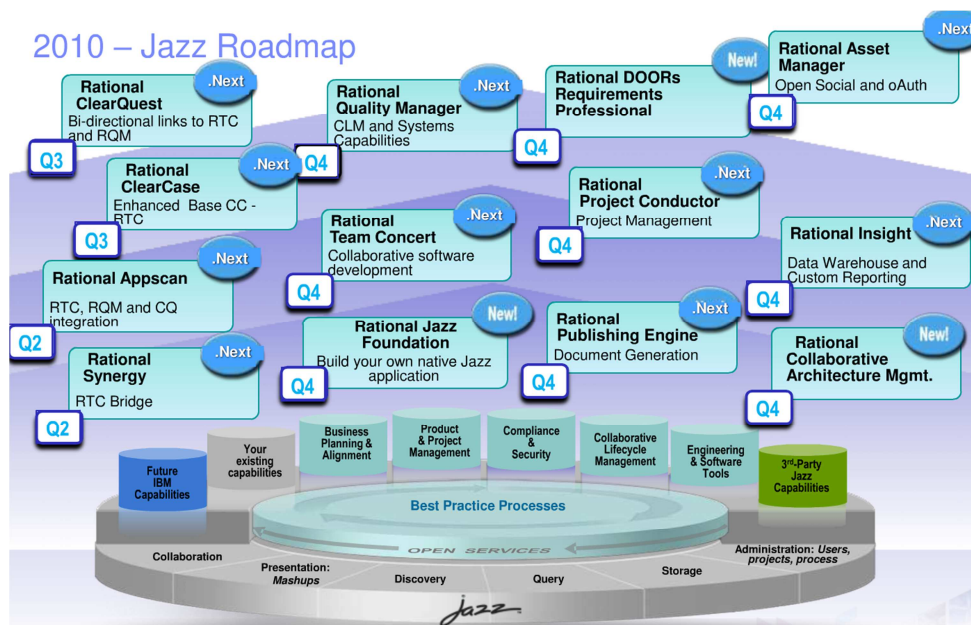 2010 – Jazz Roadmap
.Next
Rational
ClearQuest
Bi-directional links to RTC
and RQM
Q3
.Next
Rational
Quality Manager
CLM and Systems
Capabilities
Q4
New!
Rational DOORs
Requirements
Professional
Q4
.Next
Rational Asset
Manager
Open Social and oAuth
Q4
.Next
Rational
ClearCase
Enhanced Base CC -
RTC
Q3
.Next
Rational
Team Concert
Collaborative software
development
Q4
.Next
Rational
Project Conductor
Project Management
Q4
.Next
Rational Insight
Data Warehouse and
Custom Reporting
Q4
.Next
Rational Appscan
RTC, RQM and CQ
integration
Q2
New!
Rational Jazz
Foundation
Build your own native Jazz
application
Q4
.Next
Rational
Publishing Engine
Document Generation
Q4
New!
Rational
Collaborative
Architecture Mgmt.
Q4
.Next
Rational
Synergy
RTC Bridge
Q2
Future
IBM
Capabilities
Your
existing
capabilities
Business
Planning &
Alignment
Product
& Project
Management
Compliance
&
Security
Collaborative
Lifecycle
Management
Engineering
& Software
Tools
3rd-Party
Jazz
Capabilities
Best Practice Processes
OPEN SERVICES
Collaboration
Presentation:
Mashups
Discovery
Query
Storage
Administration: Users,
projects, process
jazz